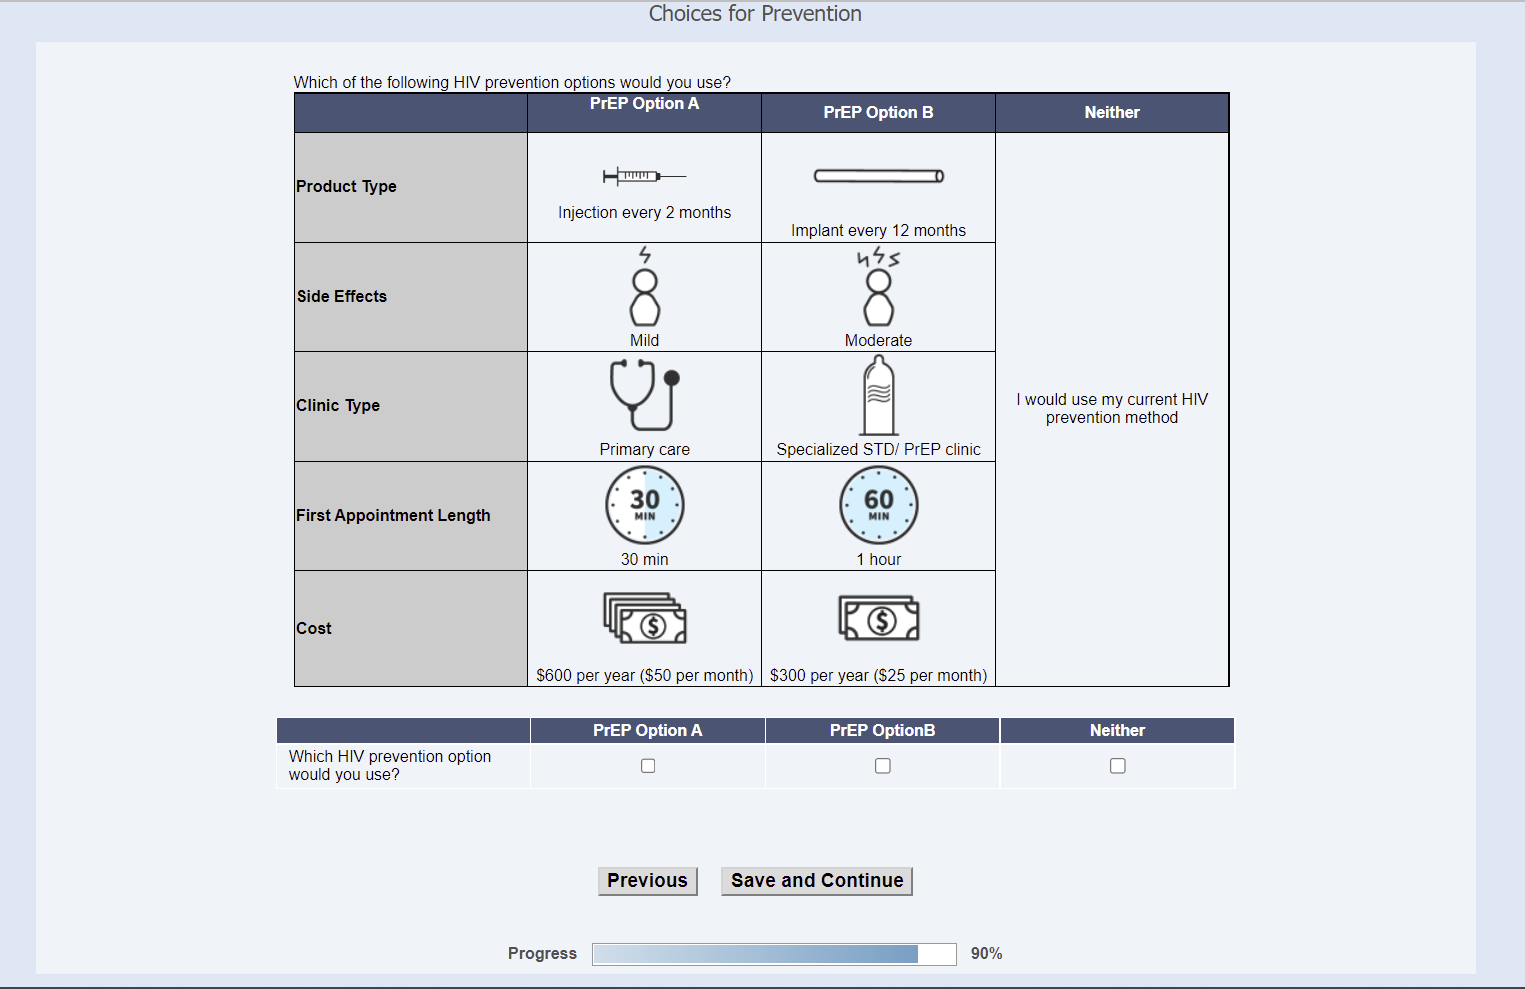 Choices for Prevention
Which of the following HIV prevention options would you use?
PrEP Option A
PrEP Option B
Neither
Product Type
Injection every 2 months
Implant every 12 months
Side Effects
Mild
Moderate
Clinic Type
Primary care
Specialized STD/ PrEP clinic
I would use my current HIV
prevention method
First Appointment Length
30
MIN
30 min
60
MIN
1 hour
Cost
$
$600 per year ($50 per month)
$
$300 per year ($25 per month)
PrEP Option A
PrEP OptionB
Neither
Which HIV prevention option
would you use?
Previous
Save and Continue
Progress
90%